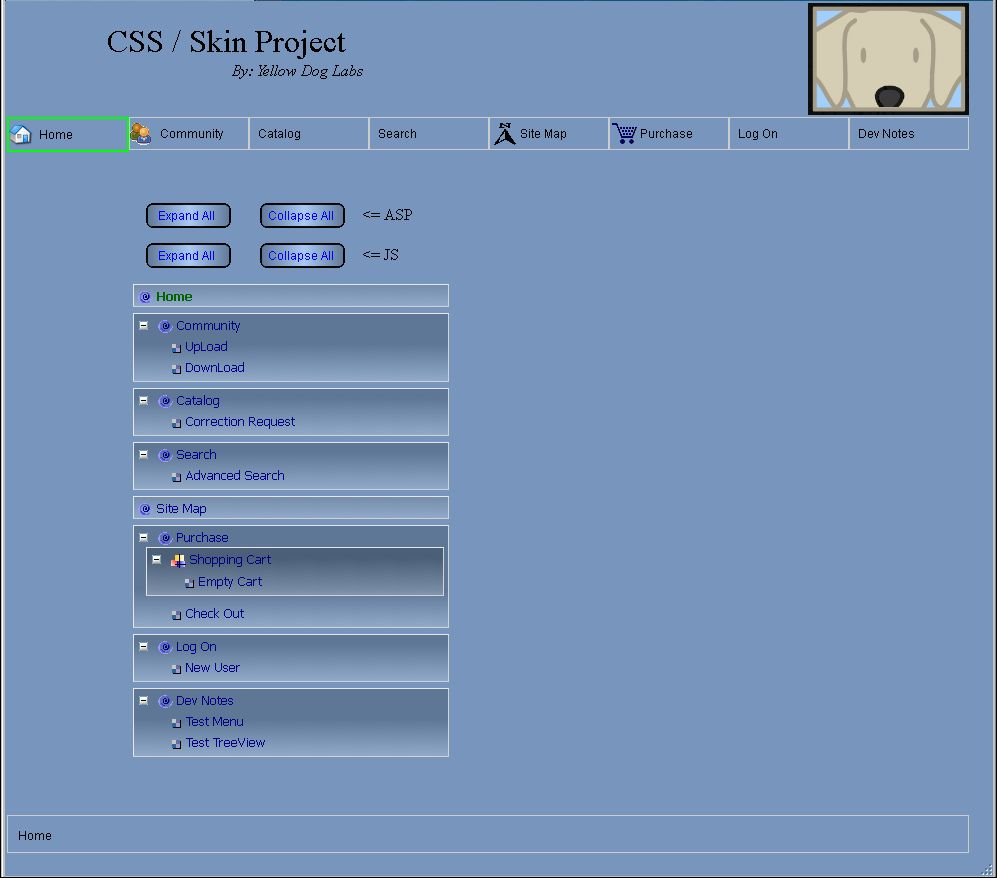 CSS / Skin Project
By: Yellow Dog Labs
Home Community Catalog Search Site Map Purchase Log On Dev Notes
Expand All Collapse All <= ASP
Expand All Collapse All <= JS
Home
Community
UpLoad
DownLoad
Catalog
Correction Request
Search
Advanced Search
Site Map
Purchase
Shopping Cart
Empty Cart
Check Out
Log On
New User
Dev Notes
Test Menu
Test TreeView
Home